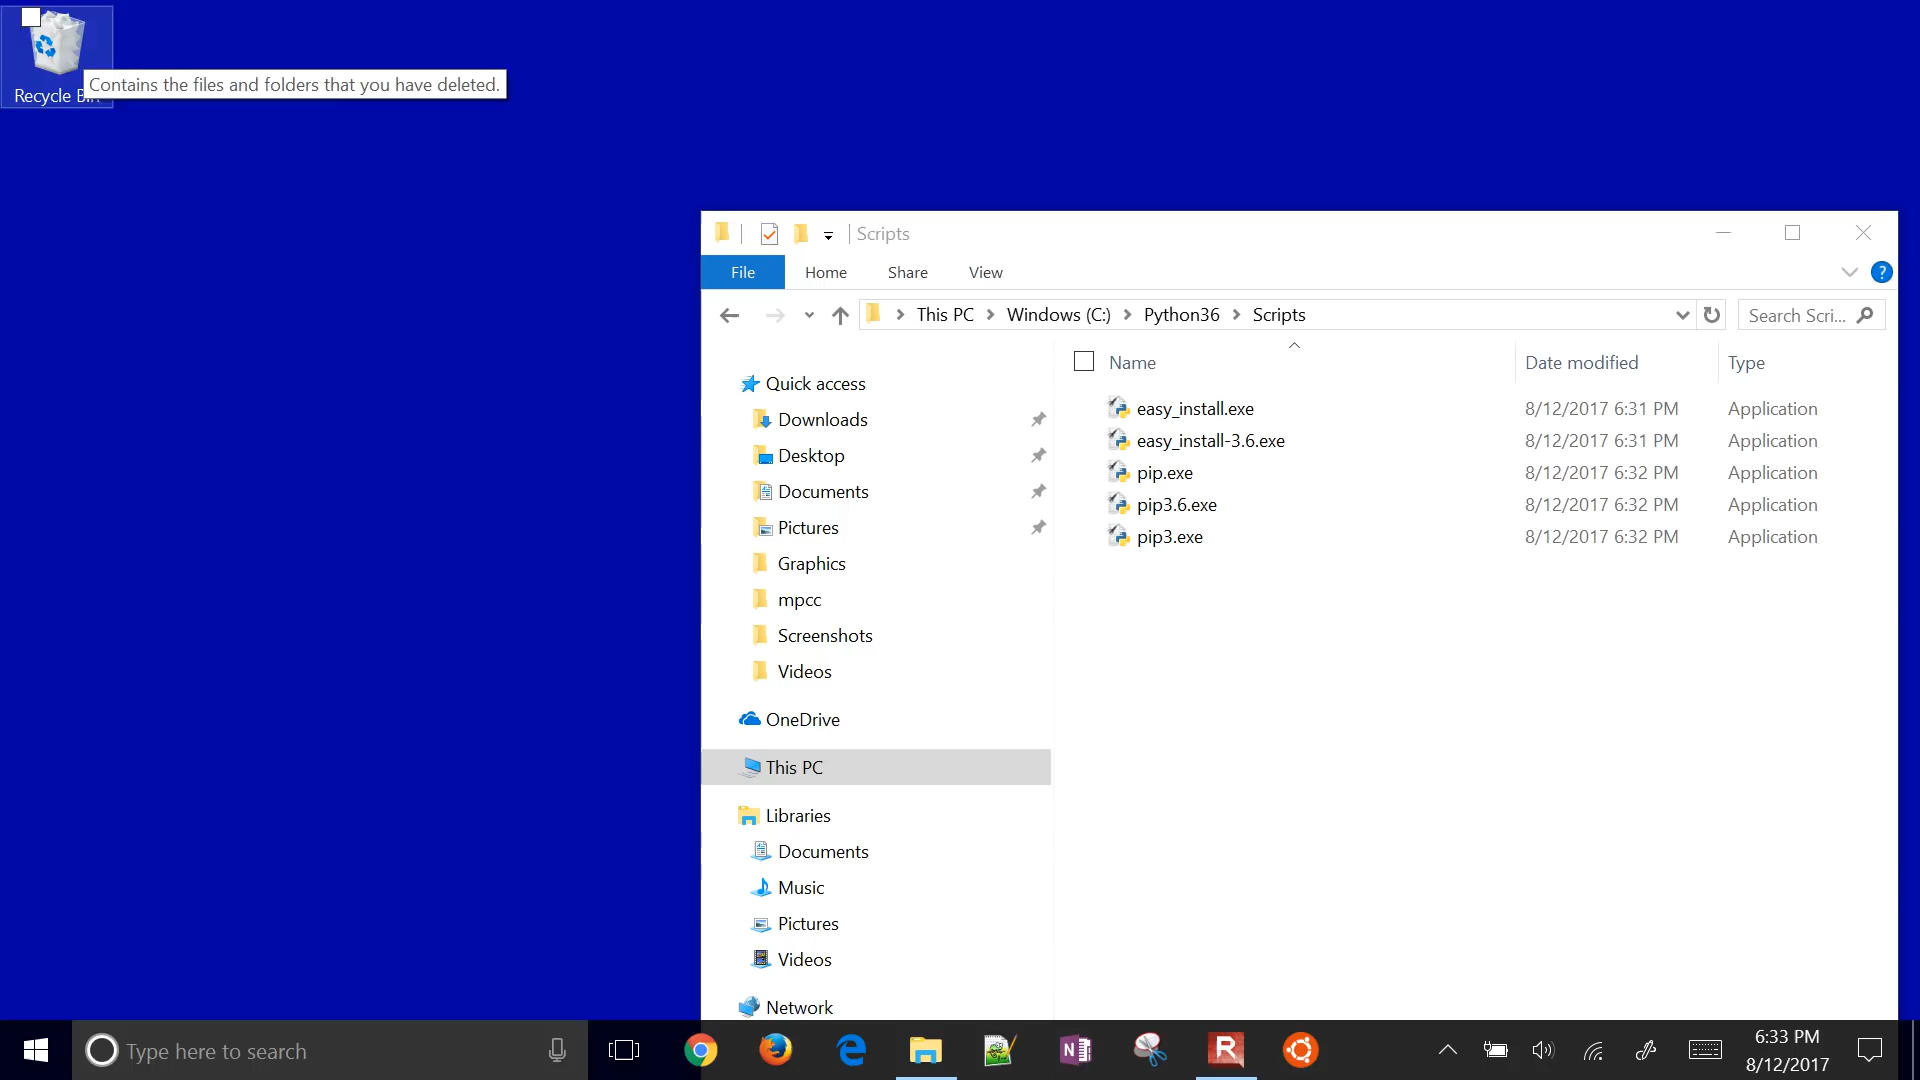 Recycle Bin
Contains the files and folders that you have deleted.
Scripts
File Home Share View
?
This PC Windows (C:) Python36 Scripts
Search Scri...
Name Date modified Type
Quick access
Downloads
Desktop
Documents
Pictures
Graphics
mpcc
Screenshots
Videos
OneDrive
This PC
Libraries
Documents
Music
Pictures
Videos
Network
easy_install.exe 8/12/2017 6:31 PM Application
easy_install-3.6.exe 8/12/2017 6:31 PM Application
pip.exe 8/12/2017 6:32 PM Application
pip3.6.exe 8/12/2017 6:32 PM Application
pip3.exe 8/12/2017 6:32 PM Application
Type here to search
N
R
6:33 PM
8/12/2017